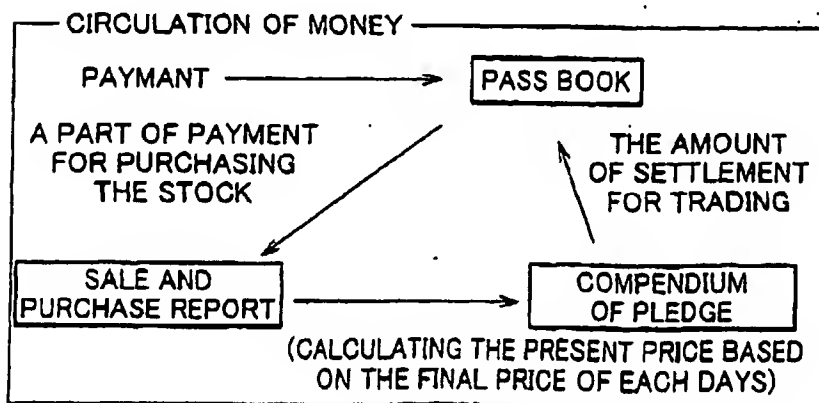 CIRCULATION OF MONEY
PAYMANT
PASS BOOK
A PART OF PAYMENT
FOR PURCHASING
THE STOCK
THE AMOUNT
OF SETTLEMENT
FOR TRADING
SALE AND
PURCHASE REPORT
COMPENDIUM
OF PLEDGE
(CALCULATING THE PRESENT PRICE BASED
ON THE FINAL PRICE OF EACH DAYS)